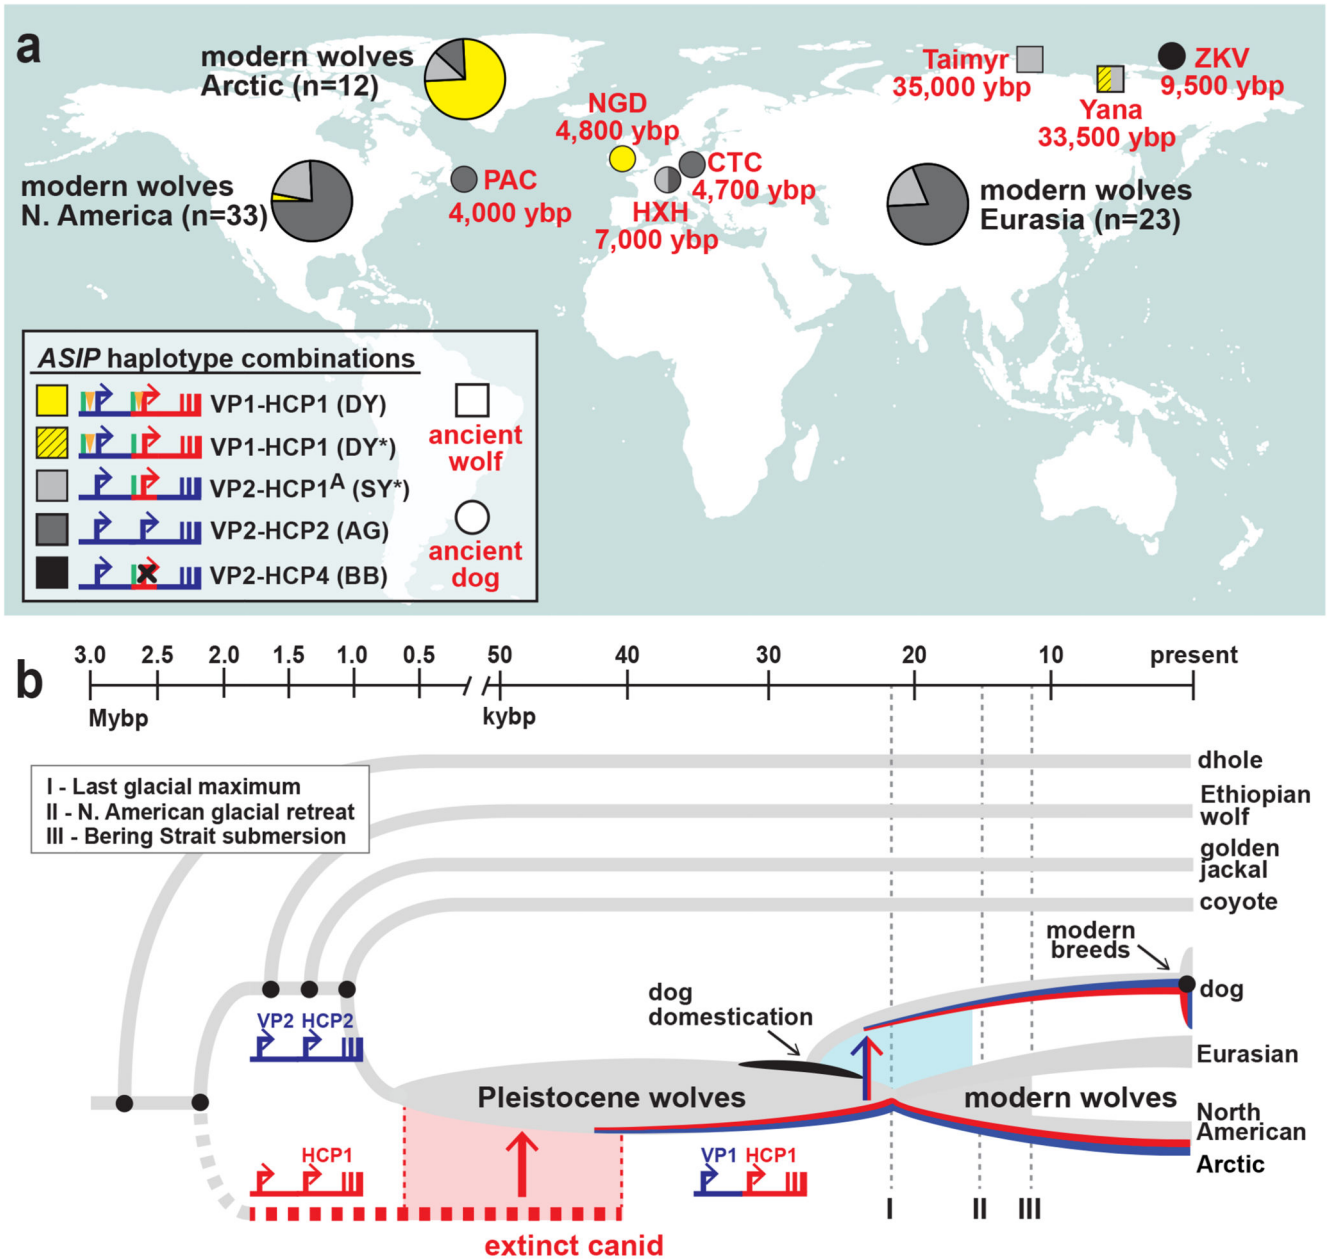 a
modern wolves
Arctic (n=12)
modern wolves
N. America (n=33)
PAC
4,000 ybp
NGD
4,800 ybp
CTC
4,700 ybp
HXH
7,000 ybp
Taimyr
35,000 ybp
Yana
33,500 ybp
ZKV
9,500 ybp
modern wolves
Eurasia (n=23)
ASIP haplotype combinations
VP1-HCP1 (DY)
VP1-HCP1 (DY*)
VP2-HCP1A (SY*)
VP2-HCP2 (AG)
VP2-HCP4 (BB)
ancient
wolf
ancient
dog
b
3.0 2.5 2.0 1.5 1.0 0.5 50 40 30 20 10 present
Mybp
kybp
I - Last glacial maximum
II - N. American glacial retreat
III - Bering Strait submersion
dhole
Ethiopian
wolf
golden
jackal
coyote
modern
breeds
dog
dog
domestication
VP2 HCP2
Eurasian
Pleistocene wolves
modern wolves
North
American
Arctic
HCP1
VP1 HCP1
I II III
extinct canid